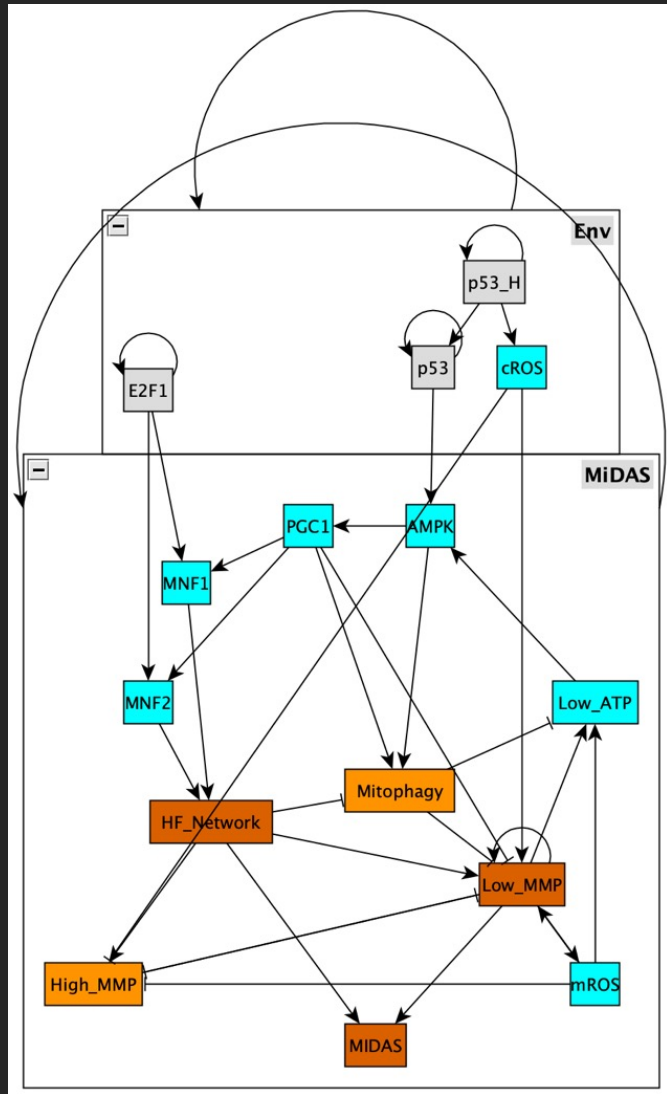 Env
p53_H
E2F1
p53
cROS
MiDAS
PGC1
AMPK
MNF1
MNF2
Low_ATP
Mitophagy
HF_Network
Low_MMP
High_MMP
mROS
MIDAS